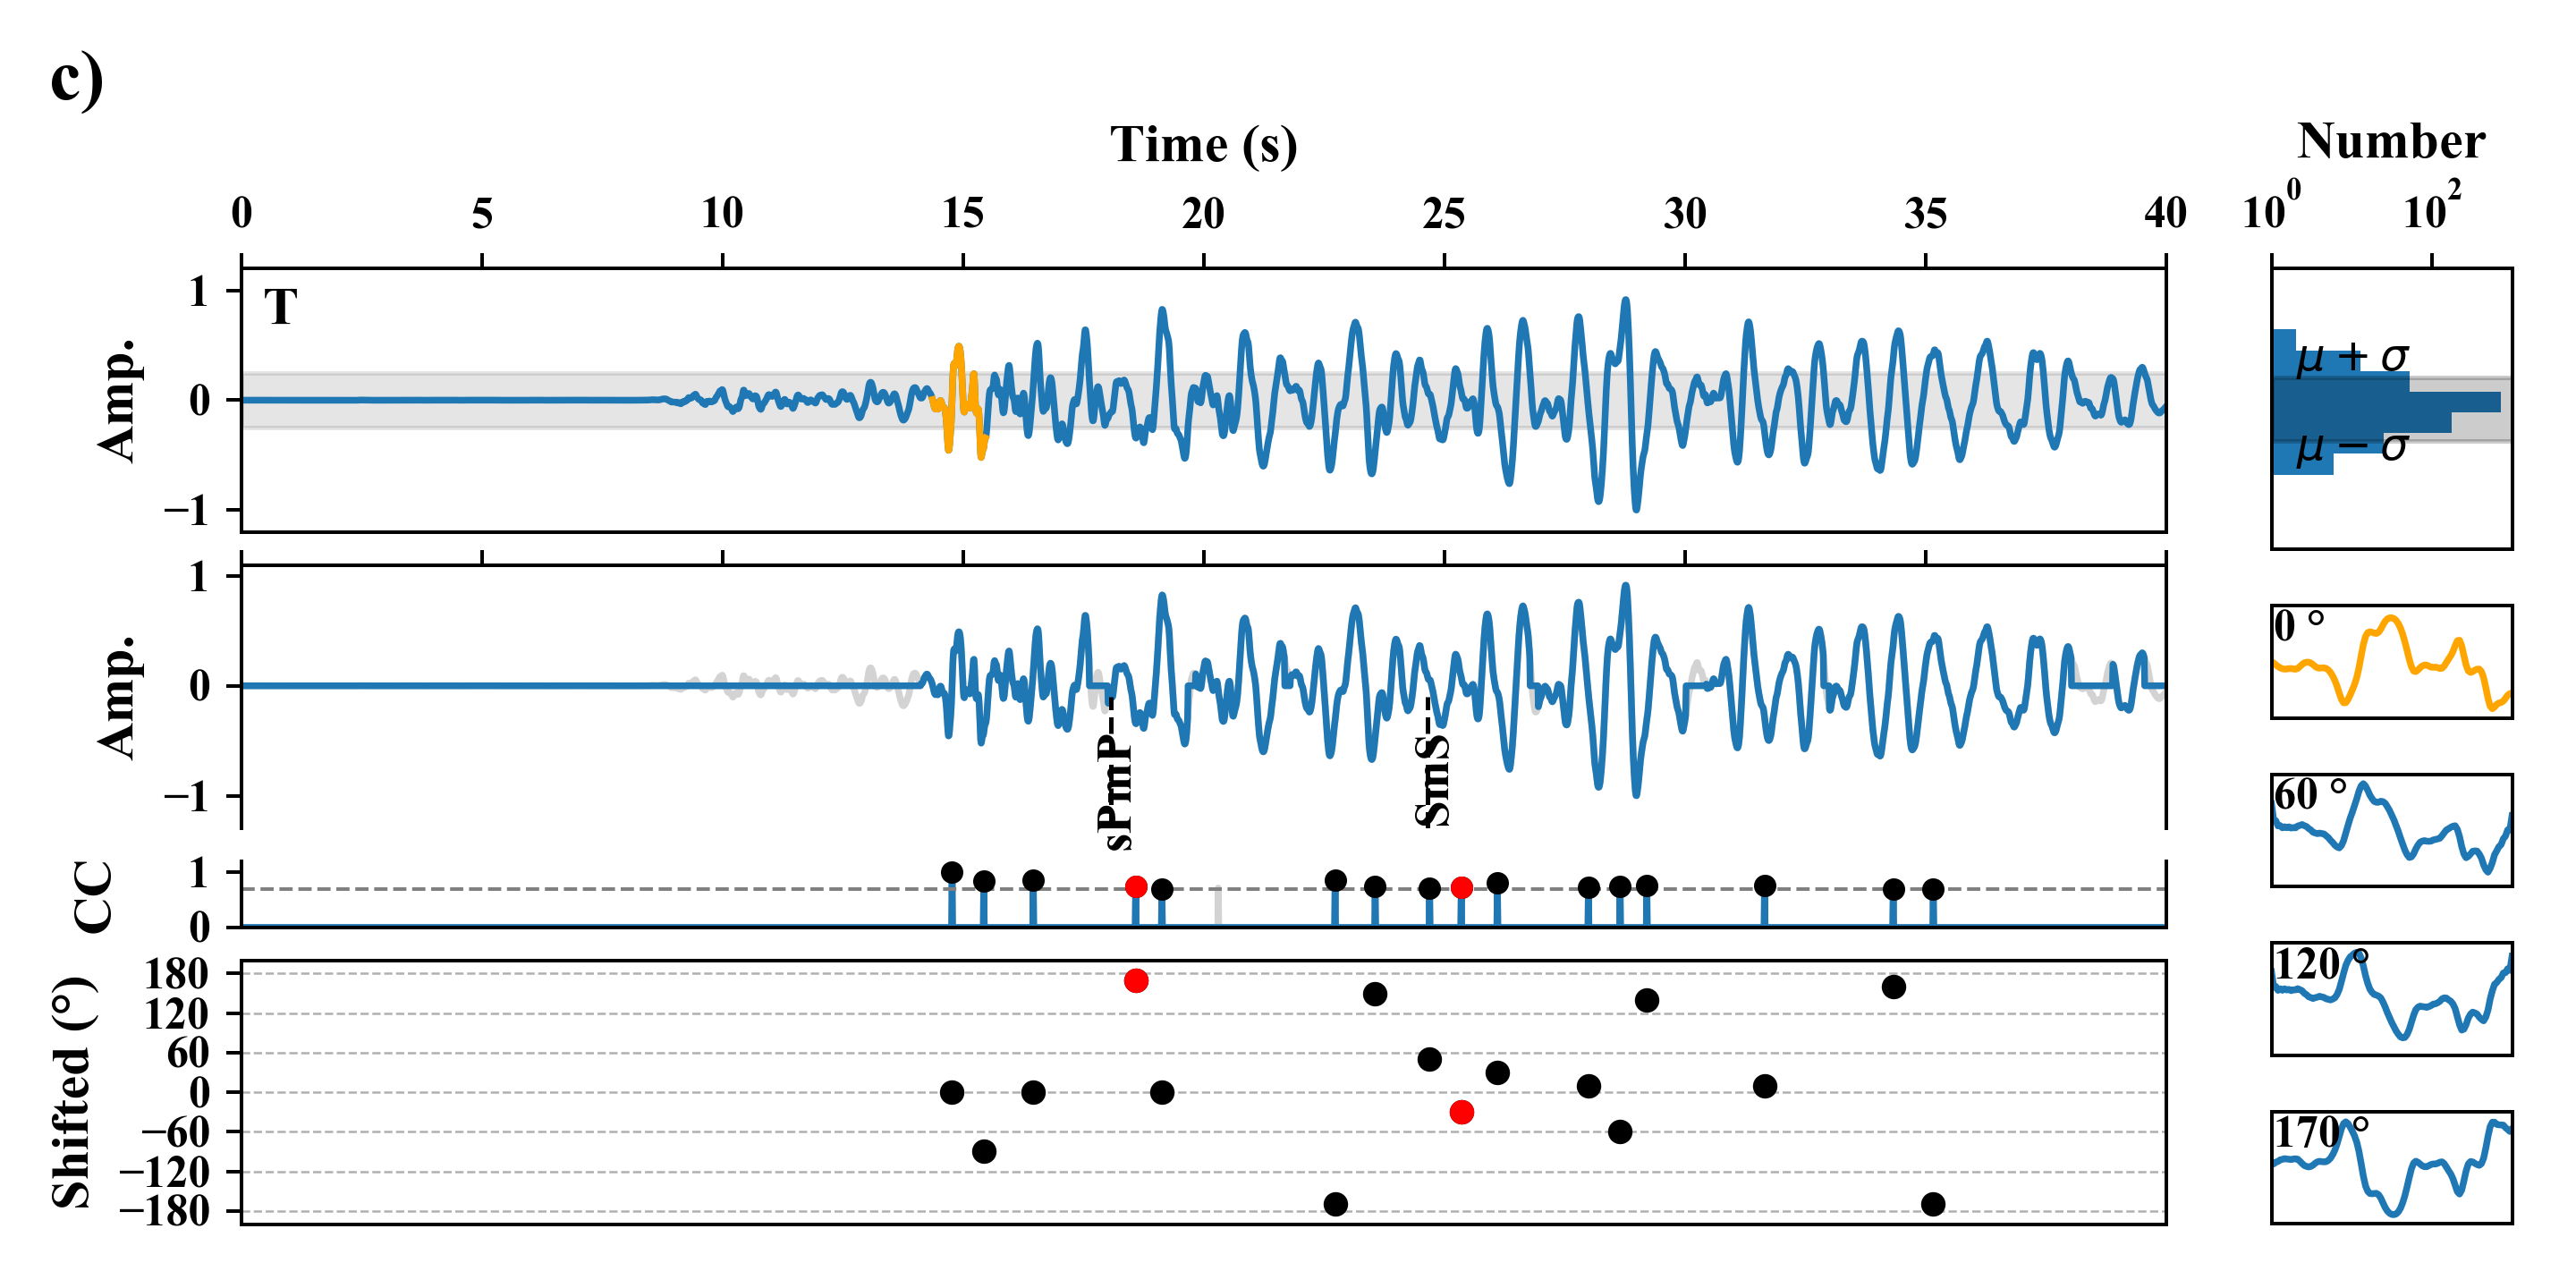 c)
Time (s)
Number
0 5 10 15 20 25 30 35 40
10^0 10^2
T
Amp.
1
0
−1
μ + σ
μ − σ
Amp.
1
0
−1
sPmP
SmS
0 °
60 °
CC
1
0
120 °
Shifted (°)
180
120
60
0
−60
−120
−180
170 °